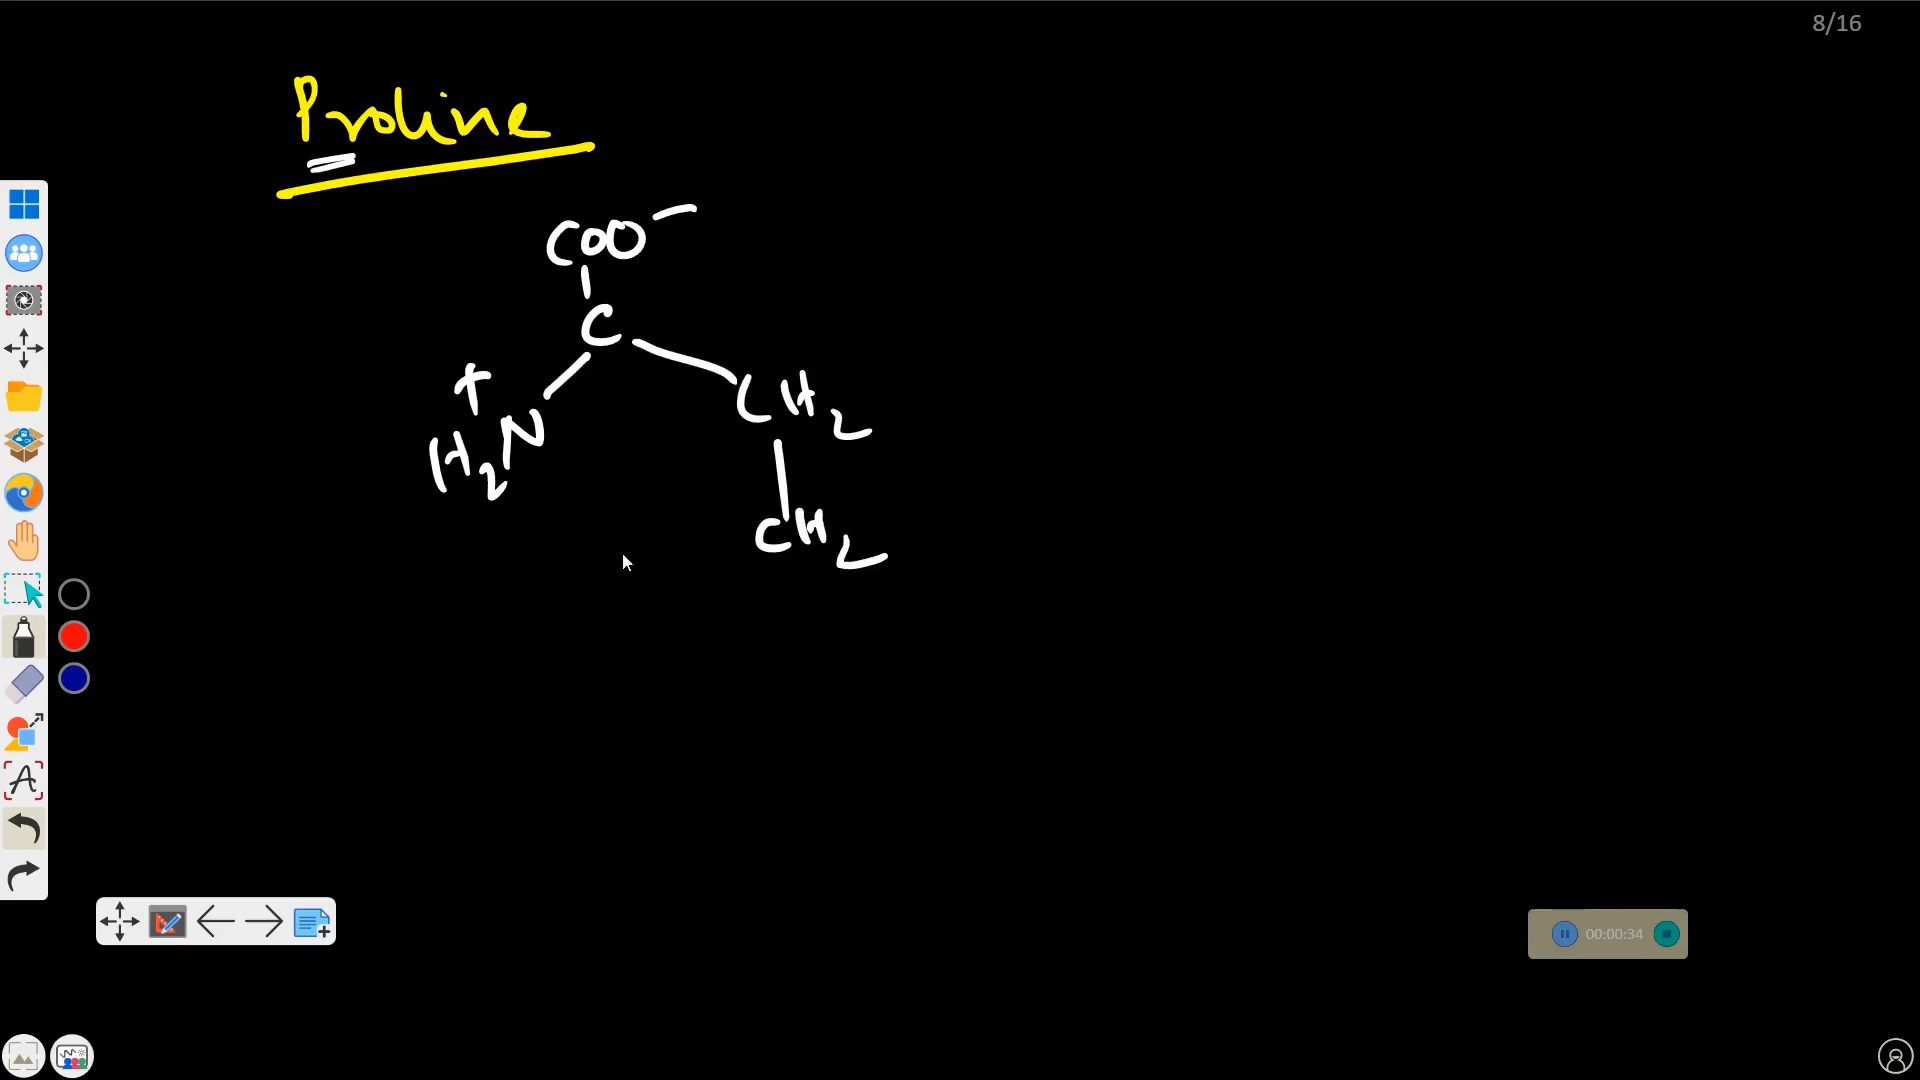 8/16
Proline
COO⁻
C
+
H₂N
CH₂
CH₂
00:00:34